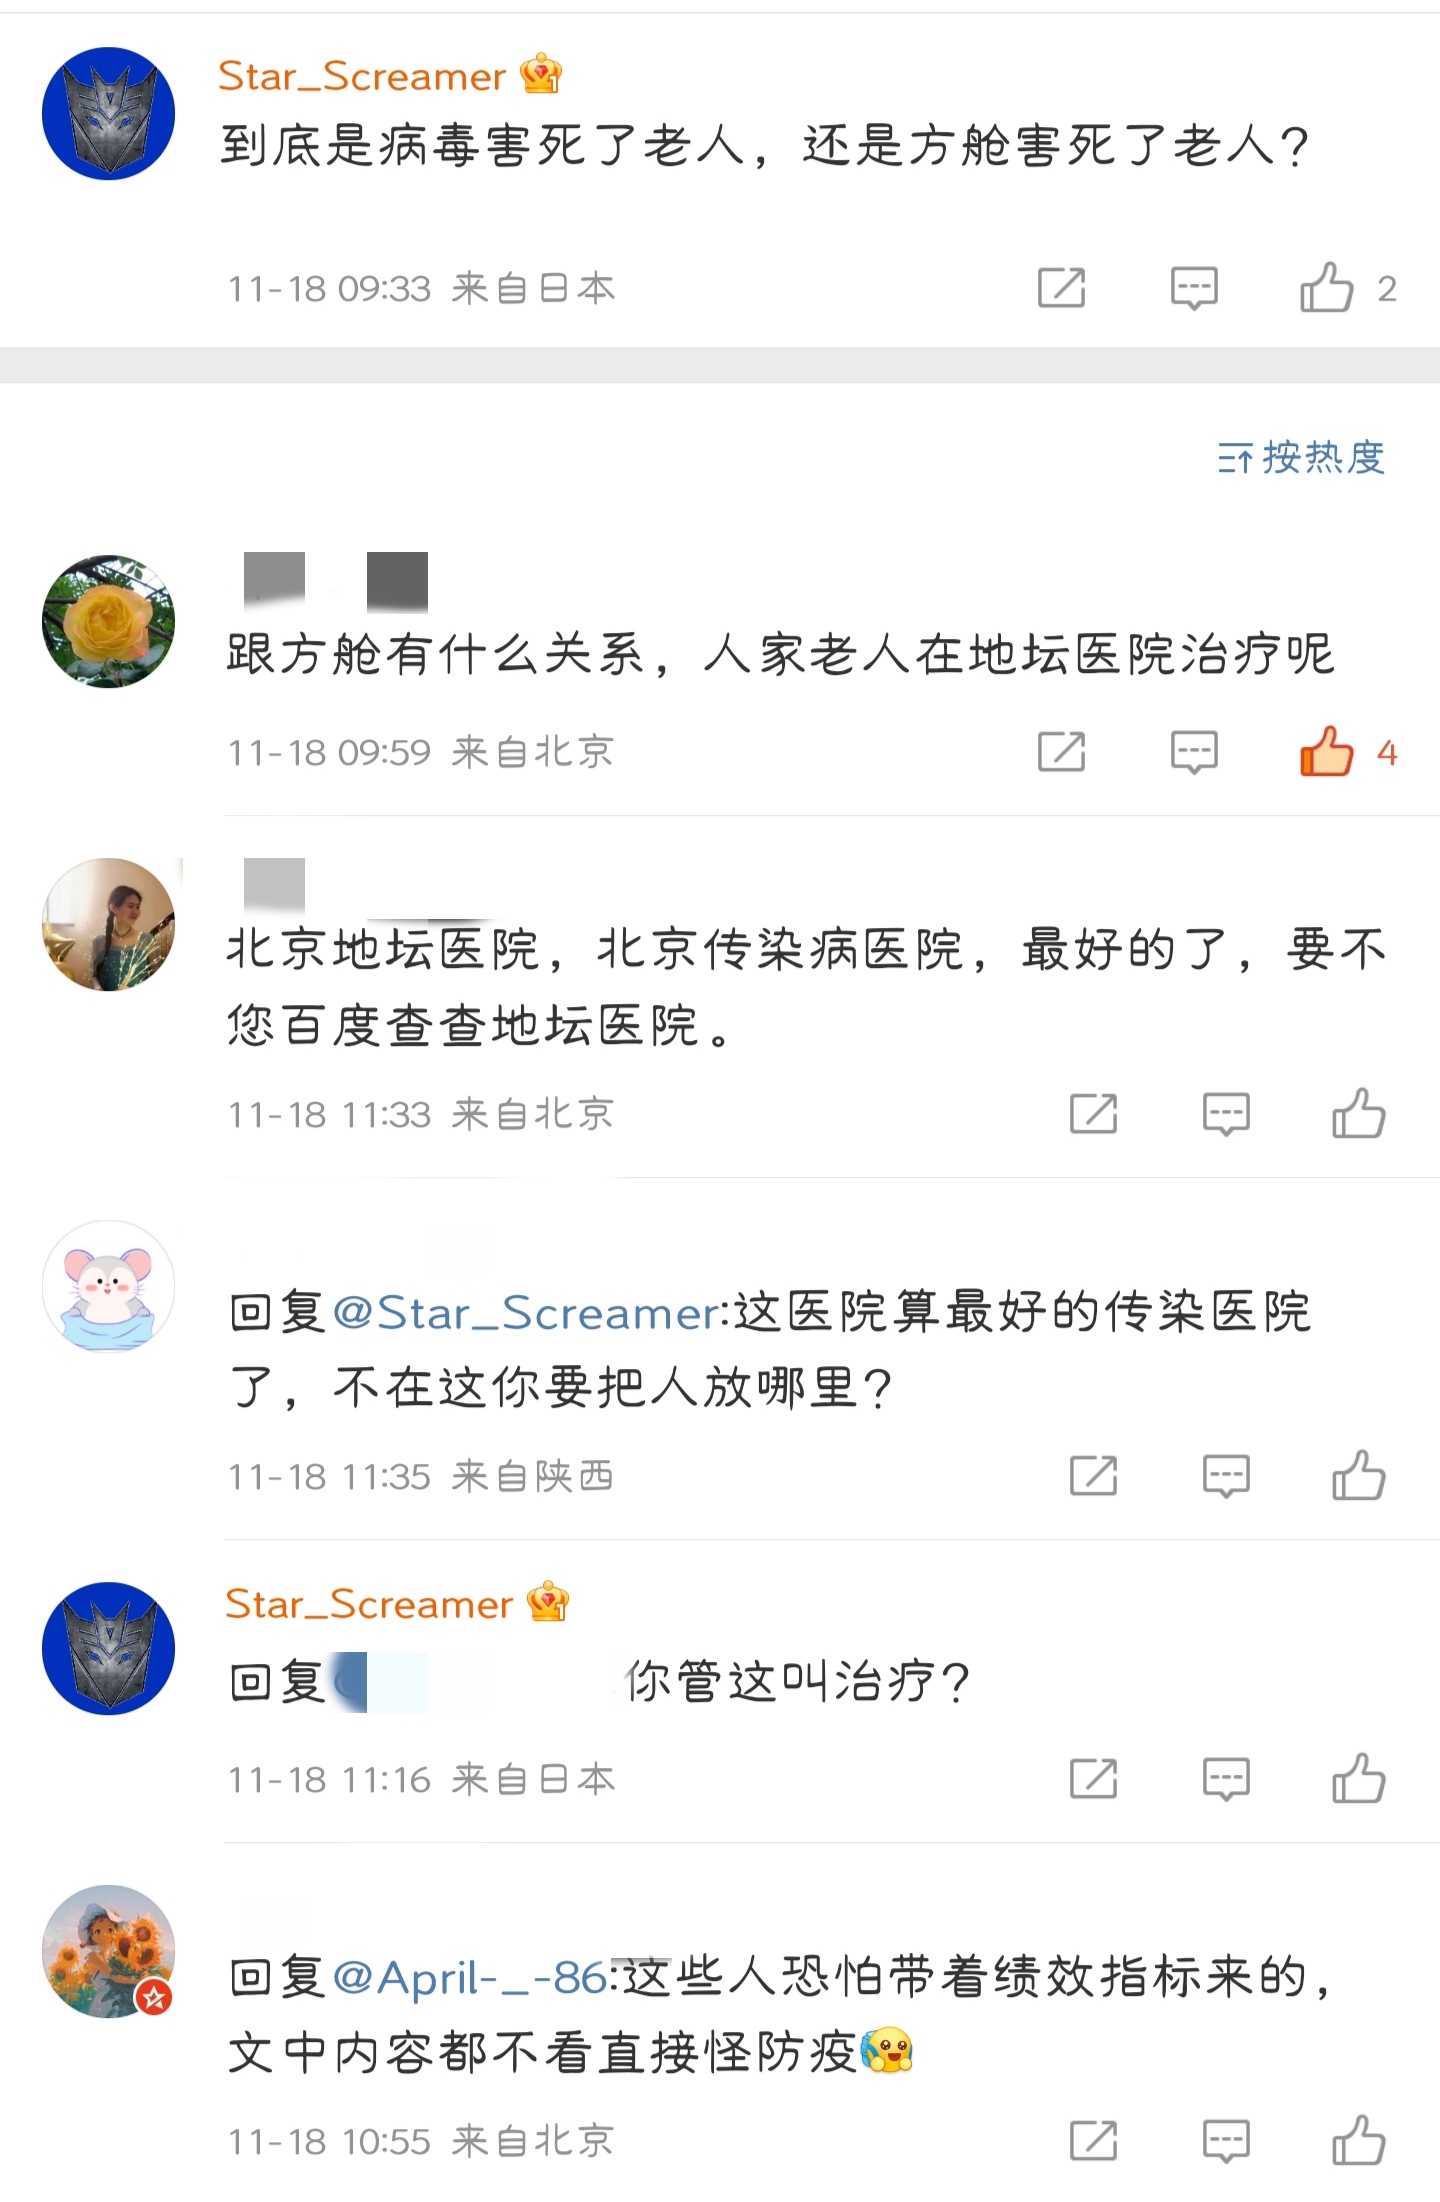 Star_Screamer
到底是病毒害死了老人，还是方舱害死了老人？
11-18 09:33 来自日本
2
按热度
跟方舱有什么关系，人家老人在地坛医院治疗呢
11-18 09:59 来自北京
4
北京地坛医院，北京传染病医院，最好的了，要不
您百度查查地坛医院。
11-18 11:33 来自北京
回复@Star_Screamer:这医院算最好的传染医院
了，不在这你要把人放哪里？
11-18 11:35 来自陕西
Star_Screamer
回复 你管这叫治疗？
11-18 11:16 来自日本
回复@April-_-86:这些人恐怕带着绩效指标来的，
文中内容都不看直接怪防疫
11-18 10:55 来自北京